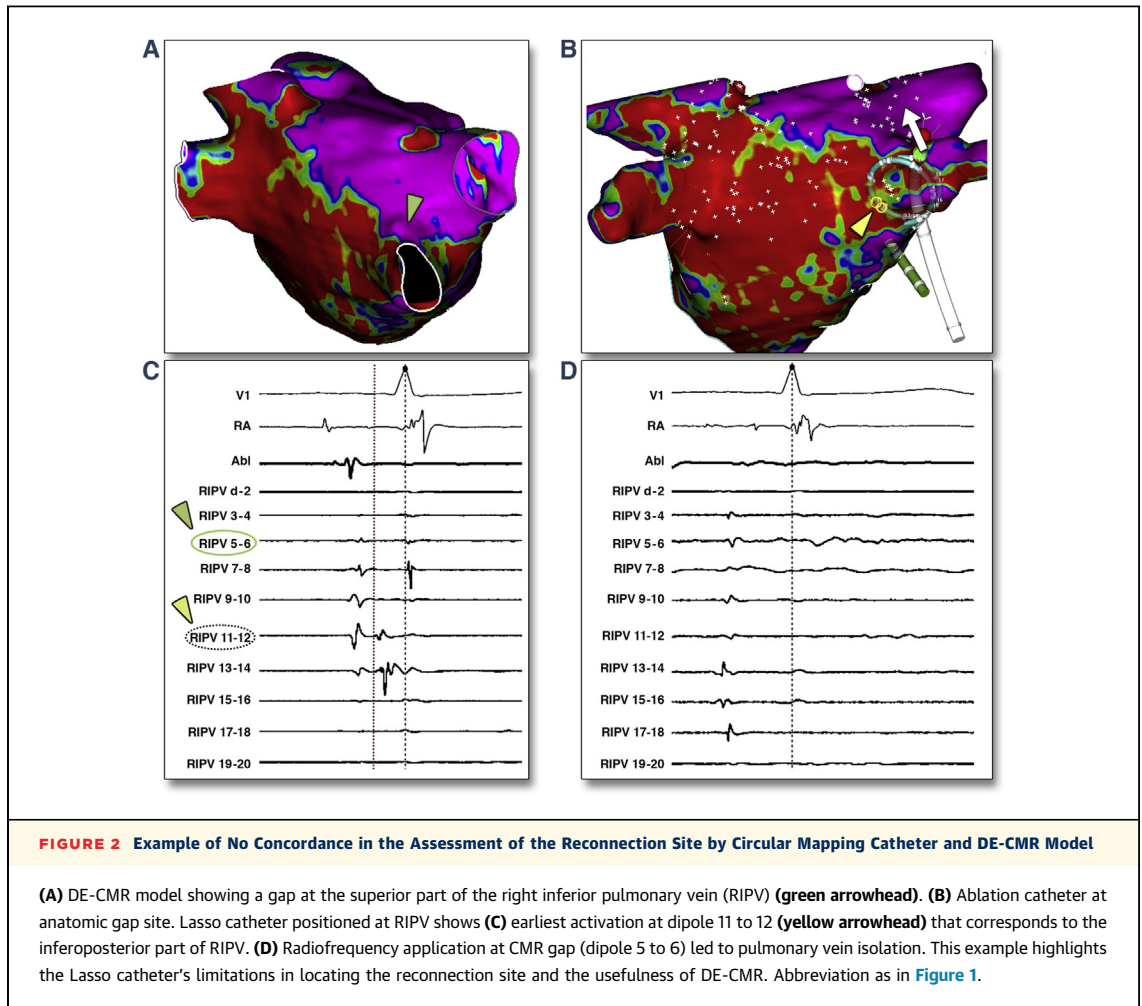 A
B
C
V1
RA
Abl
RIPV d-2
RIPV 3-4
RIPV 5-6
RIPV 7-8
RIPV 9-10
RIPV 11-12
RIPV 13-14
RIPV 15-16
RIPV 17-18
RIPV 19-20
D
V1
RA
Abl
RIPV d-2
RIPV 3-4
RIPV 5-6
RIPV 7-8
RIPV 9-10
RIPV 11-12
RIPV 13-14
RIPV 15-16
RIPV 17-18
RIPV 19-20
FIGURE 2 Example of No Concordance in the Assessment of the Reconnection Site by Circular Mapping Catheter and DE-CMR Model
(A) DE-CMR model showing a gap at the superior part of the right inferior pulmonary vein (RIPV) (green arrowhead). (B) Ablation catheter at
anatomic gap site. Lasso catheter positioned at RIPV shows (C) earliest activation at dipole 11 to 12 (yellow arrowhead) that corresponds to the
inferoposterior part of RIPV. (D) Radiofrequency application at CMR gap (dipole 5 to 6) led to pulmonary vein isolation. This example highlights
the Lasso catheter's limitations in locating the reconnection site and the usefulness of DE-CMR. Abbreviation as in Figure 1.